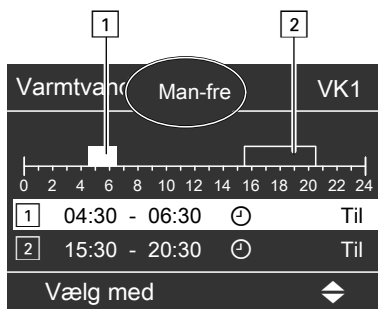 1 2
Varmtvand Man-fre VK1
0 2 4 6 8 10 12 14 16 18 20 22 24
1 04:30 - 06:30 Til
2 15:30 - 20:30 Til
Vælg med